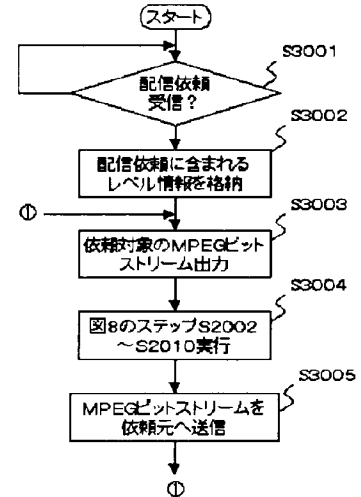 スタート
S3001
配信依頼
受信？
S3002
配信依頼に含まれる
レベル情報を格納
①
S3003
依頼対象のMPEGビット
ストリーム出力
S3004
図8のステップS2002
～S2010実行
S3005
MPEGビットストリームを
依頼元へ送信
①